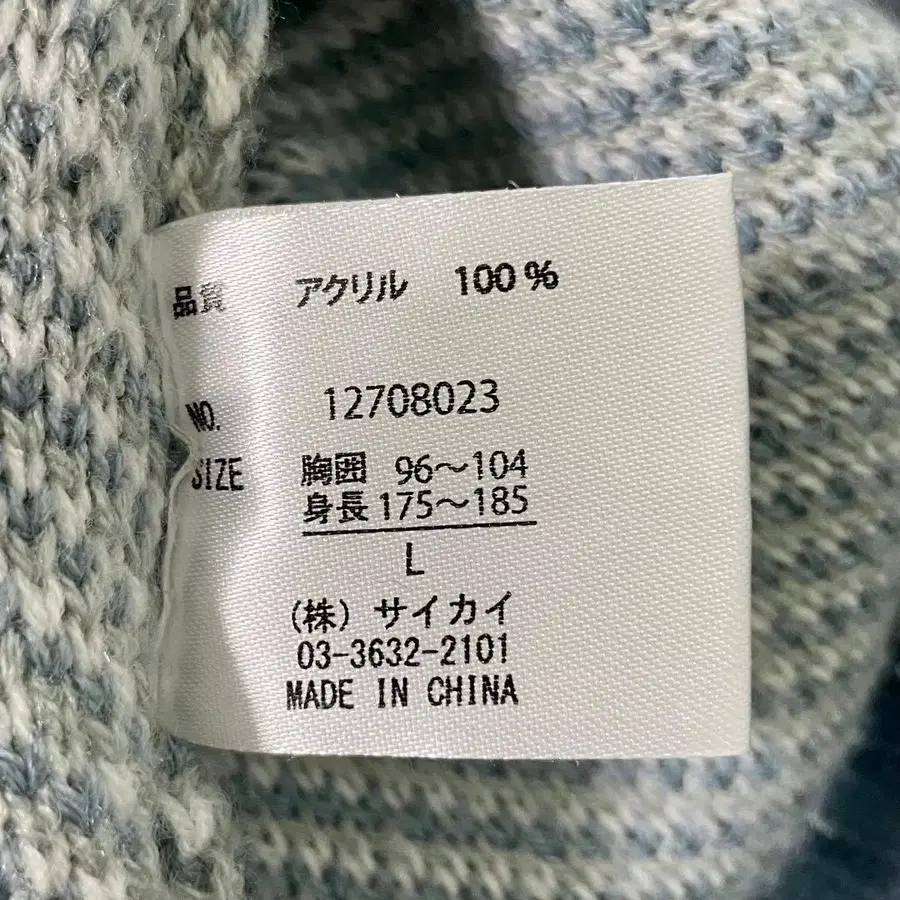 品質 アクリル 100%
NO. 12708023
SIZE 胸囲 96～104
身長 175～185
L
(株) サイカイ
03-3632-2101
MADE IN CHINA